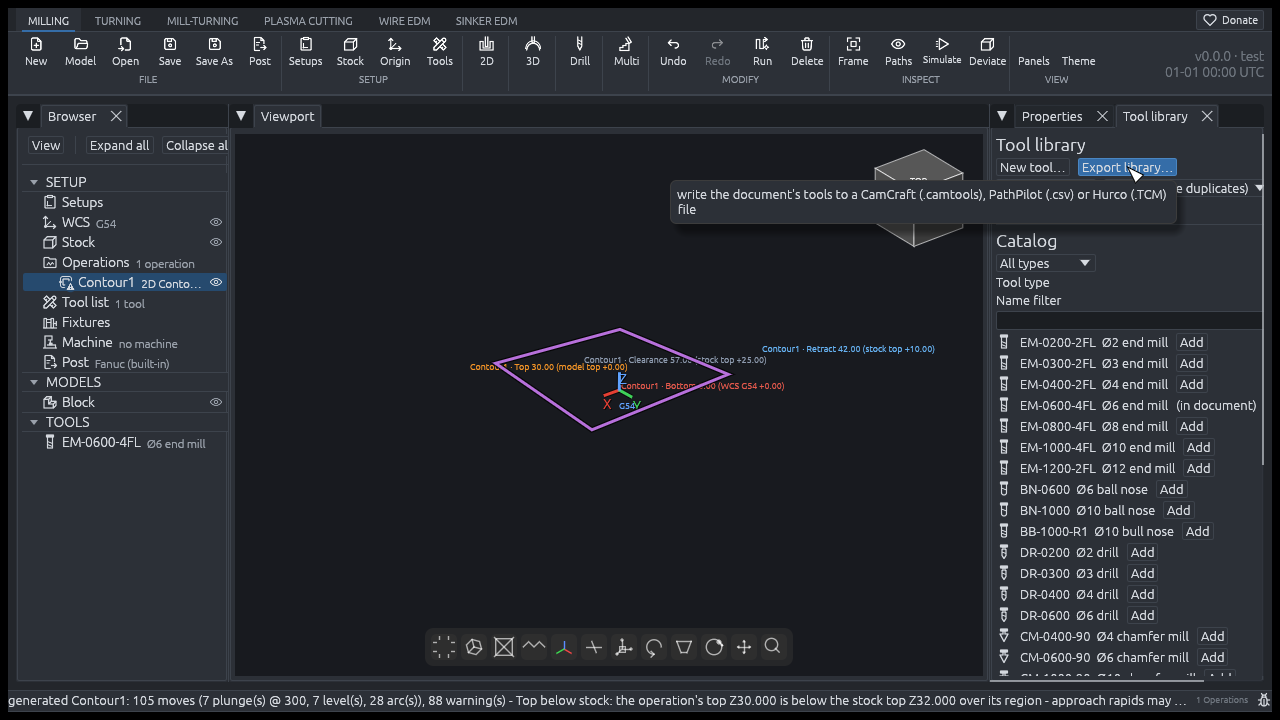 MILLING TURNING MILL-TURNING PLASMA CUTTING WIRE EDM SINKER EDM Donate
New Model Open Save Save As Post Setups Stock Origin Tools 2D 3D Drill Multi Undo Redo Run Delete Frame Paths Simulate Deviate Panels Theme
FILE SETUP MODIFY INSPECT VIEW
v0.0.0 · test
01-01 00:00 UTC
Browser
View Expand all Collapse al
SETUP
Setups
WCS G54
Stock
Operations 1 operation
Contour1 2D Conto...
Tool list 1 tool
Fixtures
Machine no machine
Post Fanuc (built-in)
MODELS
Block
TOOLS
EM-0600-4FL Ø6 end mill
Viewport
Contour1 · Retract 42.00 (stock top +10.00)
Contour1 · Clearance 57.00 (stock top +25.00)
Contour1 · Top 30.00 (model top +0.00)
Z
X G54 Y
Properties Tool library
Tool library
New tool... Export library...
e duplicates)
write the document's tools to a CamCraft (.camtools), PathPilot (.csv) or Hurco (.TCM)
file
Catalog
All types
Tool type
Name filter
EM-0200-2FL Ø2 end mill Add
EM-0300-2FL Ø3 end mill Add
EM-0400-2FL Ø4 end mill Add
EM-0600-4FL Ø6 end mill (in document)
EM-0800-4FL Ø8 end mill Add
EM-1000-4FL Ø10 end mill Add
EM-1200-2FL Ø12 end mill Add
BN-0600 Ø6 ball nose Add
BN-1000 Ø10 ball nose Add
BB-1000-R1 Ø10 bull nose Add
DR-0200 Ø2 drill Add
DR-0300 Ø3 drill Add
DR-0400 Ø4 drill Add
DR-0600 Ø6 drill Add
CM-0400-90 Ø4 chamfer mill Add
CM-0600-90 Ø6 chamfer mill Add
generated Contour1: 105 moves (7 plunge(s) @ 300, 7 level(s), 28 arc(s)), 88 warning(s) - Top below stock: the operation's top Z30.000 is below the stock top Z32.000 over its region - approach rapids may ... 1 Operations